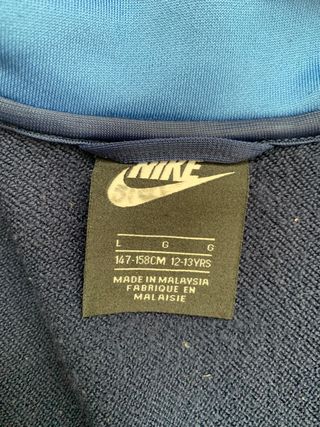 NIKE
L G G
147-158CM 12-13YRS
MADE IN MALAYSIA
FABRIQUE EN
MALAISIE